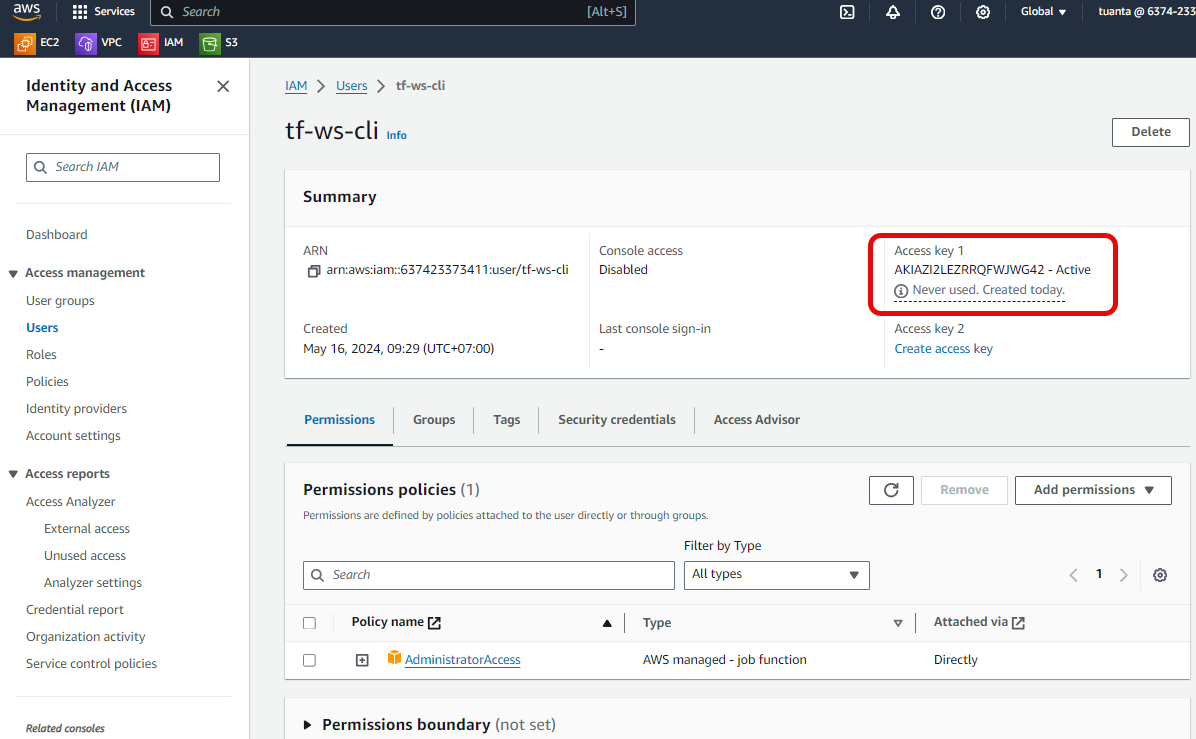 aws
Services
Search
[Alt+S]
Global
tuanta @ 6374-233
EC2
VPC
IAM
S3
Identity and Access
Management (IAM)
Search IAM
Dashboard
Access management
User groups
Users
Roles
Policies
Identity providers
Account settings
Access reports
Access Analyzer
External access
Unused access
Analyzer settings
Credential report
Organization activity
Service control policies
Related consoles
IAM > Users > tf-ws-cli
tf-ws-cli Info
Delete
Summary
ARN
arn:aws:iam::637423373411:user/tf-ws-cli
Console access
Disabled
Access key 1
AKIAZI2LEZRRQFWJWG42 - Active
Never used. Created today.
Created
May 16, 2024, 09:29 (UTC+07:00)
Last console sign-in
-
Access key 2
Create access key
Permissions
Groups
Tags
Security credentials
Access Advisor
Permissions policies (1)
Remove
Add permissions
Permissions are defined by policies attached to the user directly or through groups.
Filter by Type
Search
All types
1
Policy name
Type
Attached via
AdministratorAccess
AWS managed - job function
Directly
Permissions boundary (not set)